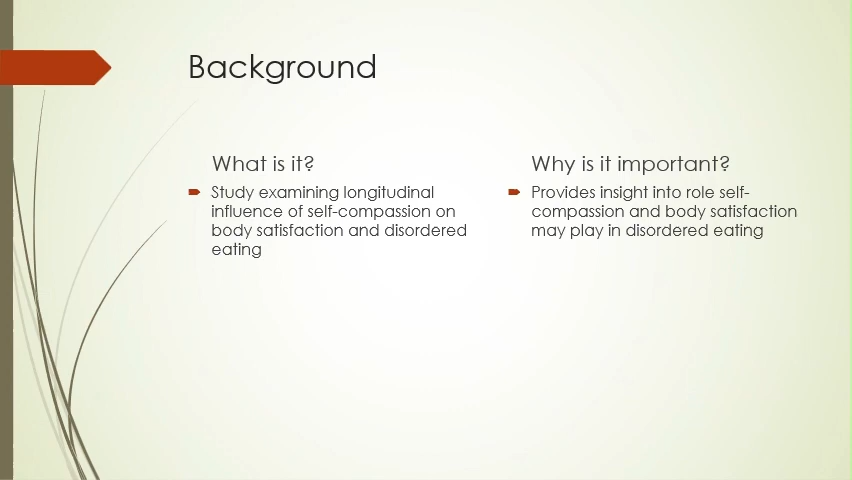 Background
What is it?
Study examining longitudinal
influence of self-compassion on
body satisfaction and disordered
eating
Why is it important?
Provides insight into role self-
compassion and body satisfaction
may play in disordered eating